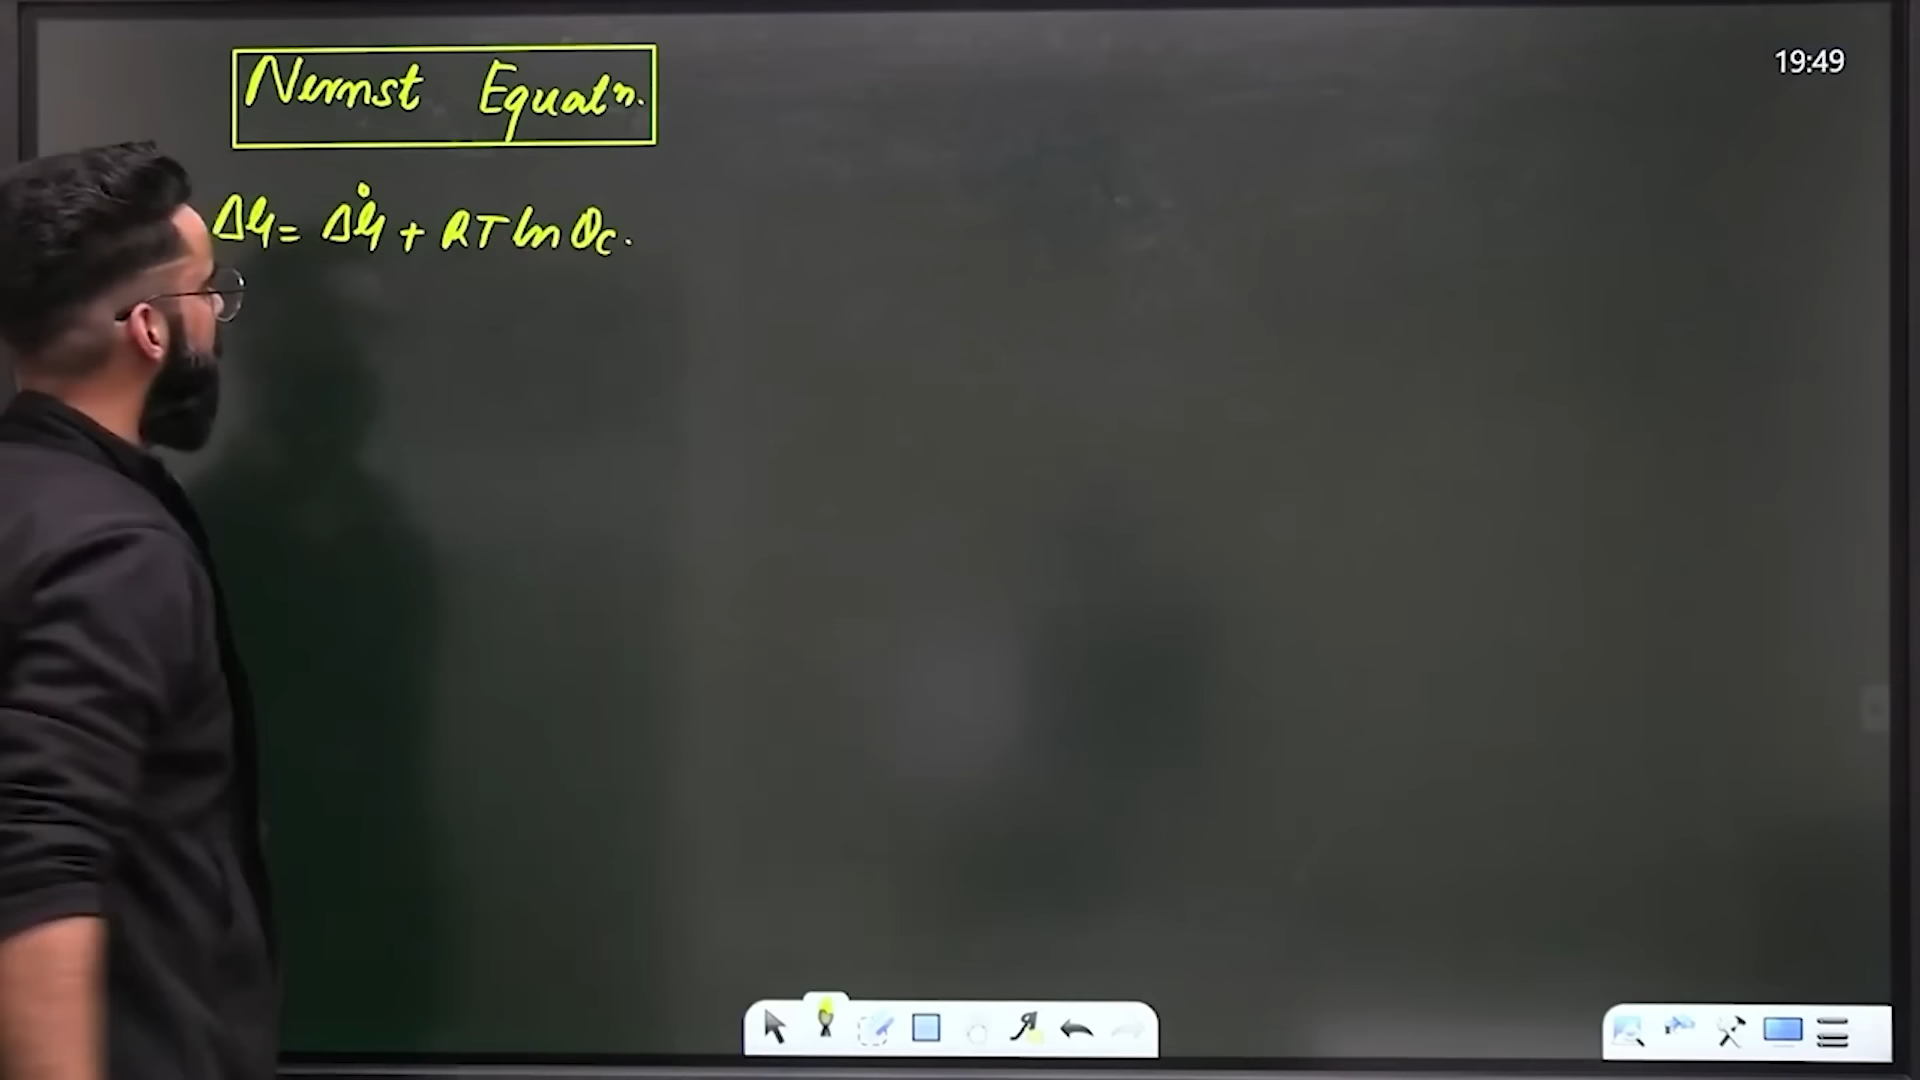 Nernst Equatⁿ.
19:49
ΔG = ΔG° + RT ln Qc.